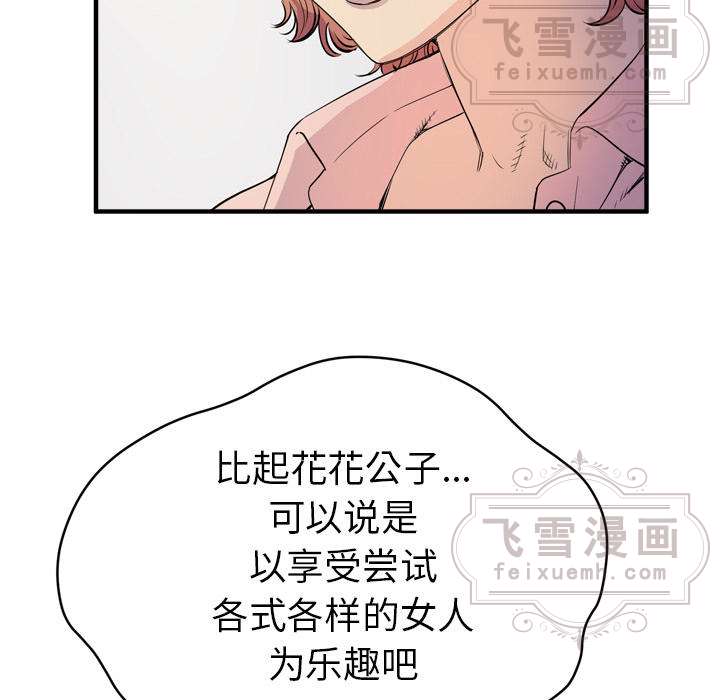 飞雪漫画
feixuemh.com
比起花花公子...
可以说是
以享受尝试
各式各样的女人
为乐趣吧
飞雪漫画
feixuemh.com